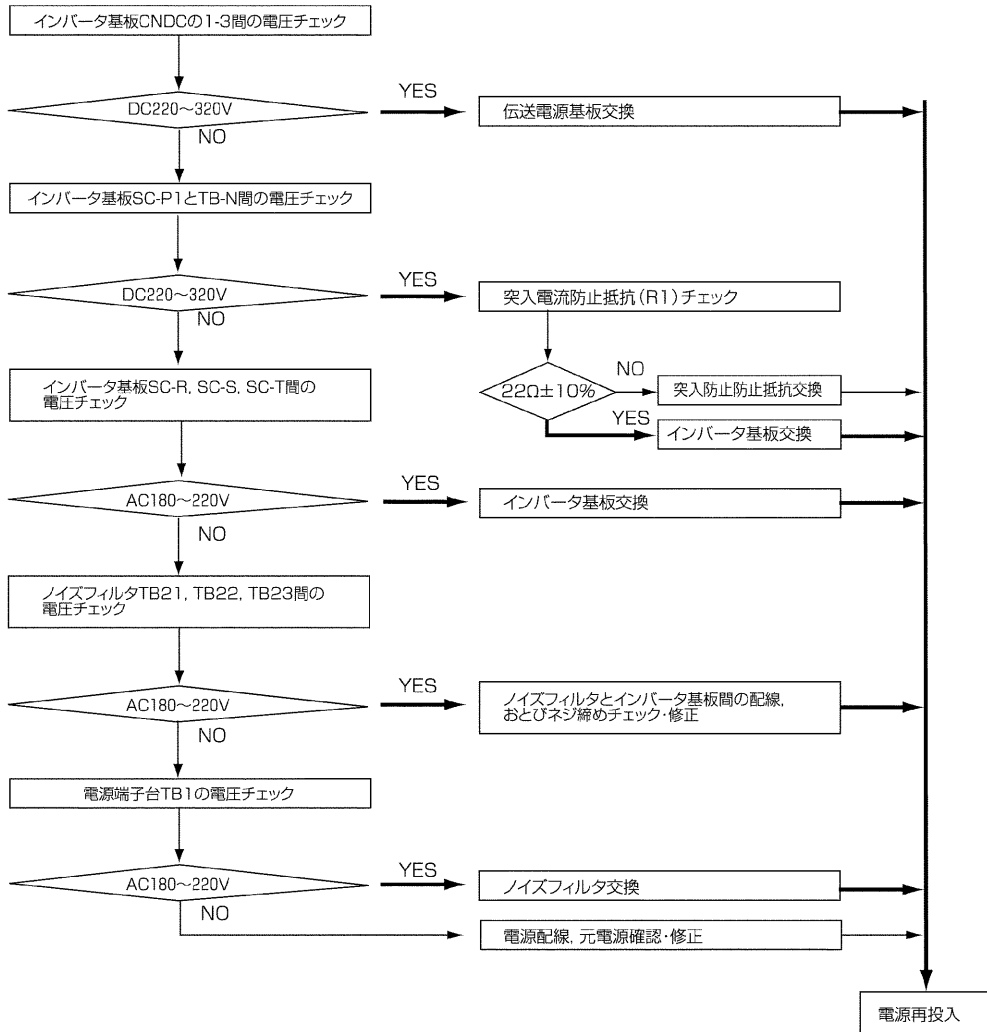 インバータ基板CNDCの1-3間の電圧チェック
DC220～320V
YES
伝送電源基板交換
NO
インバータ基板SC-P1とTB-N間の電圧チェック
DC220～320V
YES
突入電流防止抵抗(R1)チェック
NO
22Ω±10%
NO
突入防止防止抵抗交換
YES
インバータ基板交換
インバータ基板SC-R, SC-S, SC-T間の
電圧チェック
AC180～220V
YES
インバータ基板交換
NO
ノイズフィルタTB21, TB22, TB23間の
電圧チェック
AC180～220V
YES
ノイズフィルタとインバータ基板間の配線,
おとびネジ締めチェック・修正
NO
電源端子台TB1の電圧チェック
AC180～220V
YES
ノイズフィルタ交換
NO
電源配線, 元電源確認・修正
電源再投入